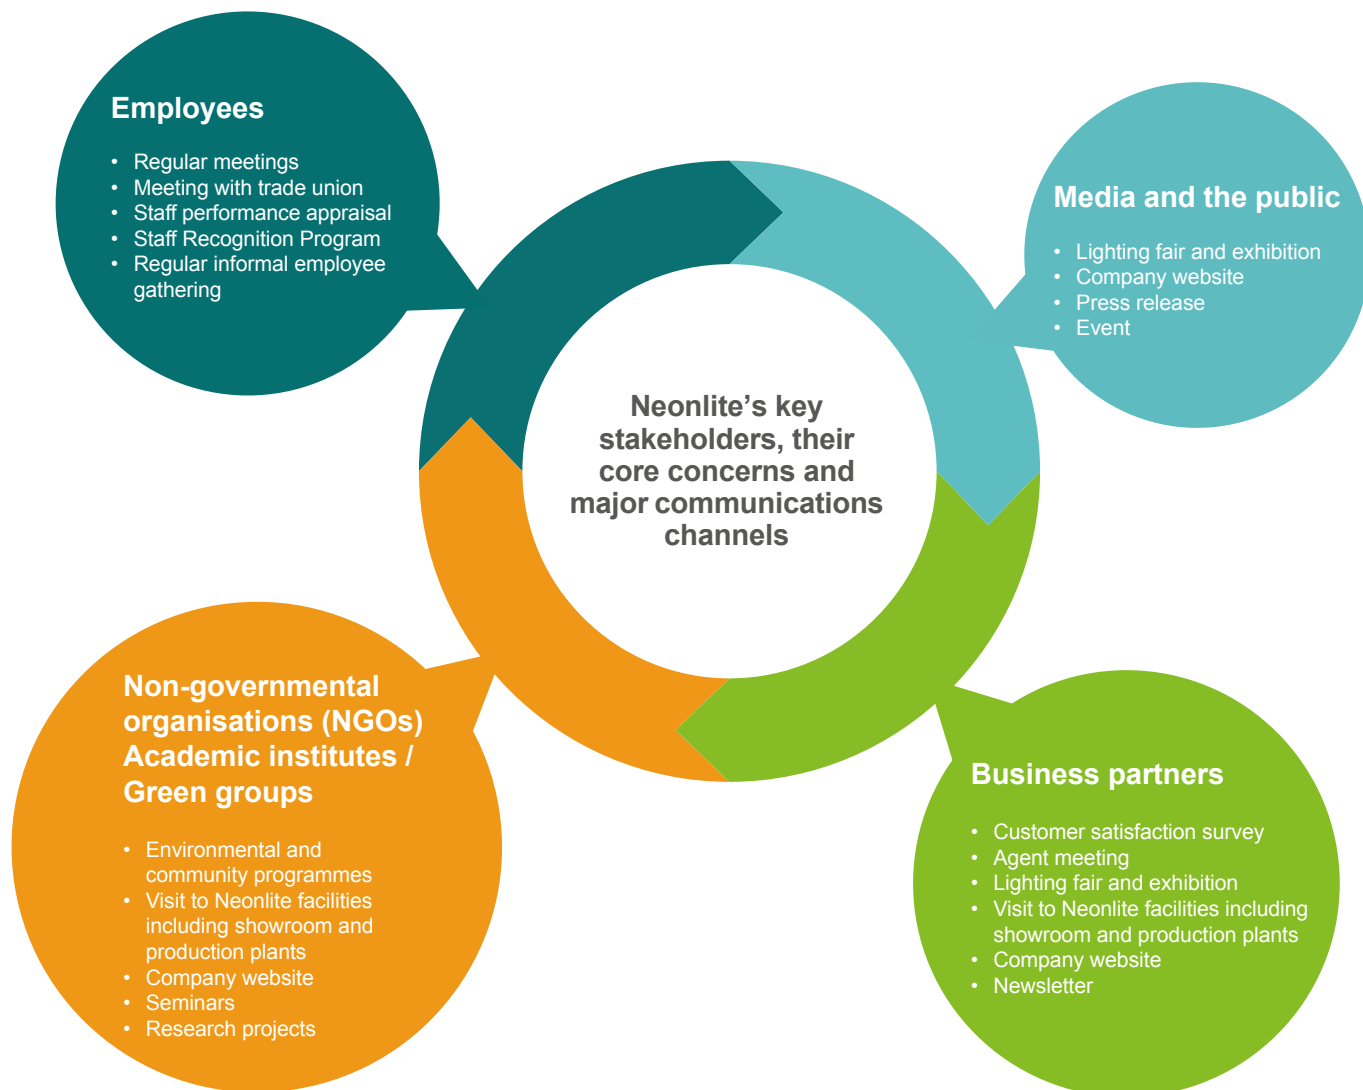 Employees
• Regular meetings
• Meeting with trade union
• Staff performance appraisal
• Staff Recognition Program
• Regular informal employee
gathering
Media and the public
• Lighting fair and exhibition
• Company website
• Press release
• Event
Neonlite’s key
stakeholders, their
core concerns and
major communications
channels
Non-governmental
organisations (NGOs)
Academic institutes /
Green groups
• Environmental and
community programmes
• Visit to Neonlite facilities
including showroom and
production plants
• Company website
• Seminars
• Research projects
Business partners
• Customer satisfaction survey
• Agent meeting
• Lighting fair and exhibition
• Visit to Neonlite facilities including
showroom and production plants
• Company website
• Newsletter